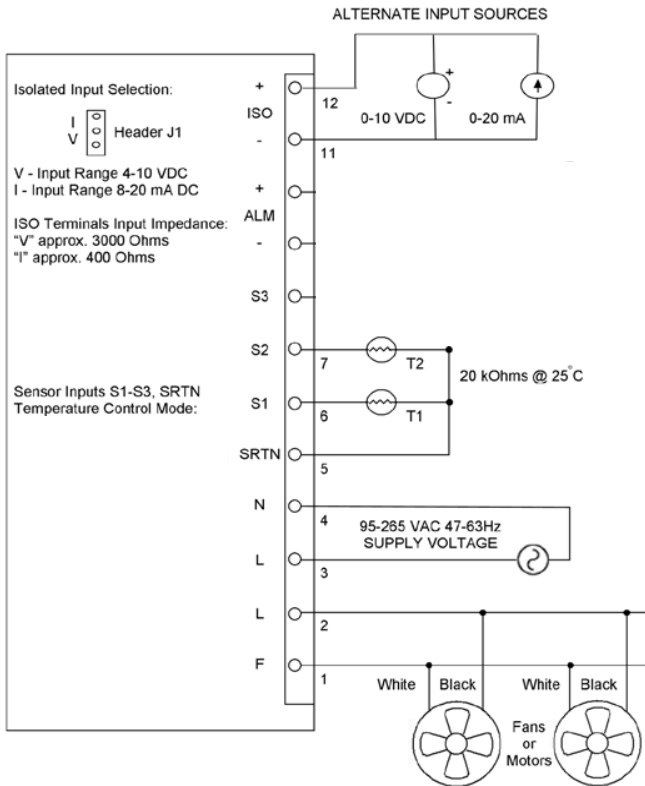 ALTERNATE INPUT SOURCES
Isolated Input Selection:
I
V
Header J1
V - Input Range 4-10 VDC
I - Input Range 8-20 mA DC
ISO Terminals Input Impedance:
"V" approx. 3000 Ohms
"I" approx. 400 Ohms
Sensor Inputs S1-S3, SRTN
Temperature Control Mode:
+
ISO
-
+
ALM
-
S3
S2
S1
SRTN
N
L
L
F
12
11
7
6
5
4
3
2
1
+
-
0-10 VDC
0-20 mA
T2
T1
20 kOhms @ 25°C
95-265 VAC 47-63Hz
SUPPLY VOLTAGE
White
Black
White
Black
Fans
or
Motors